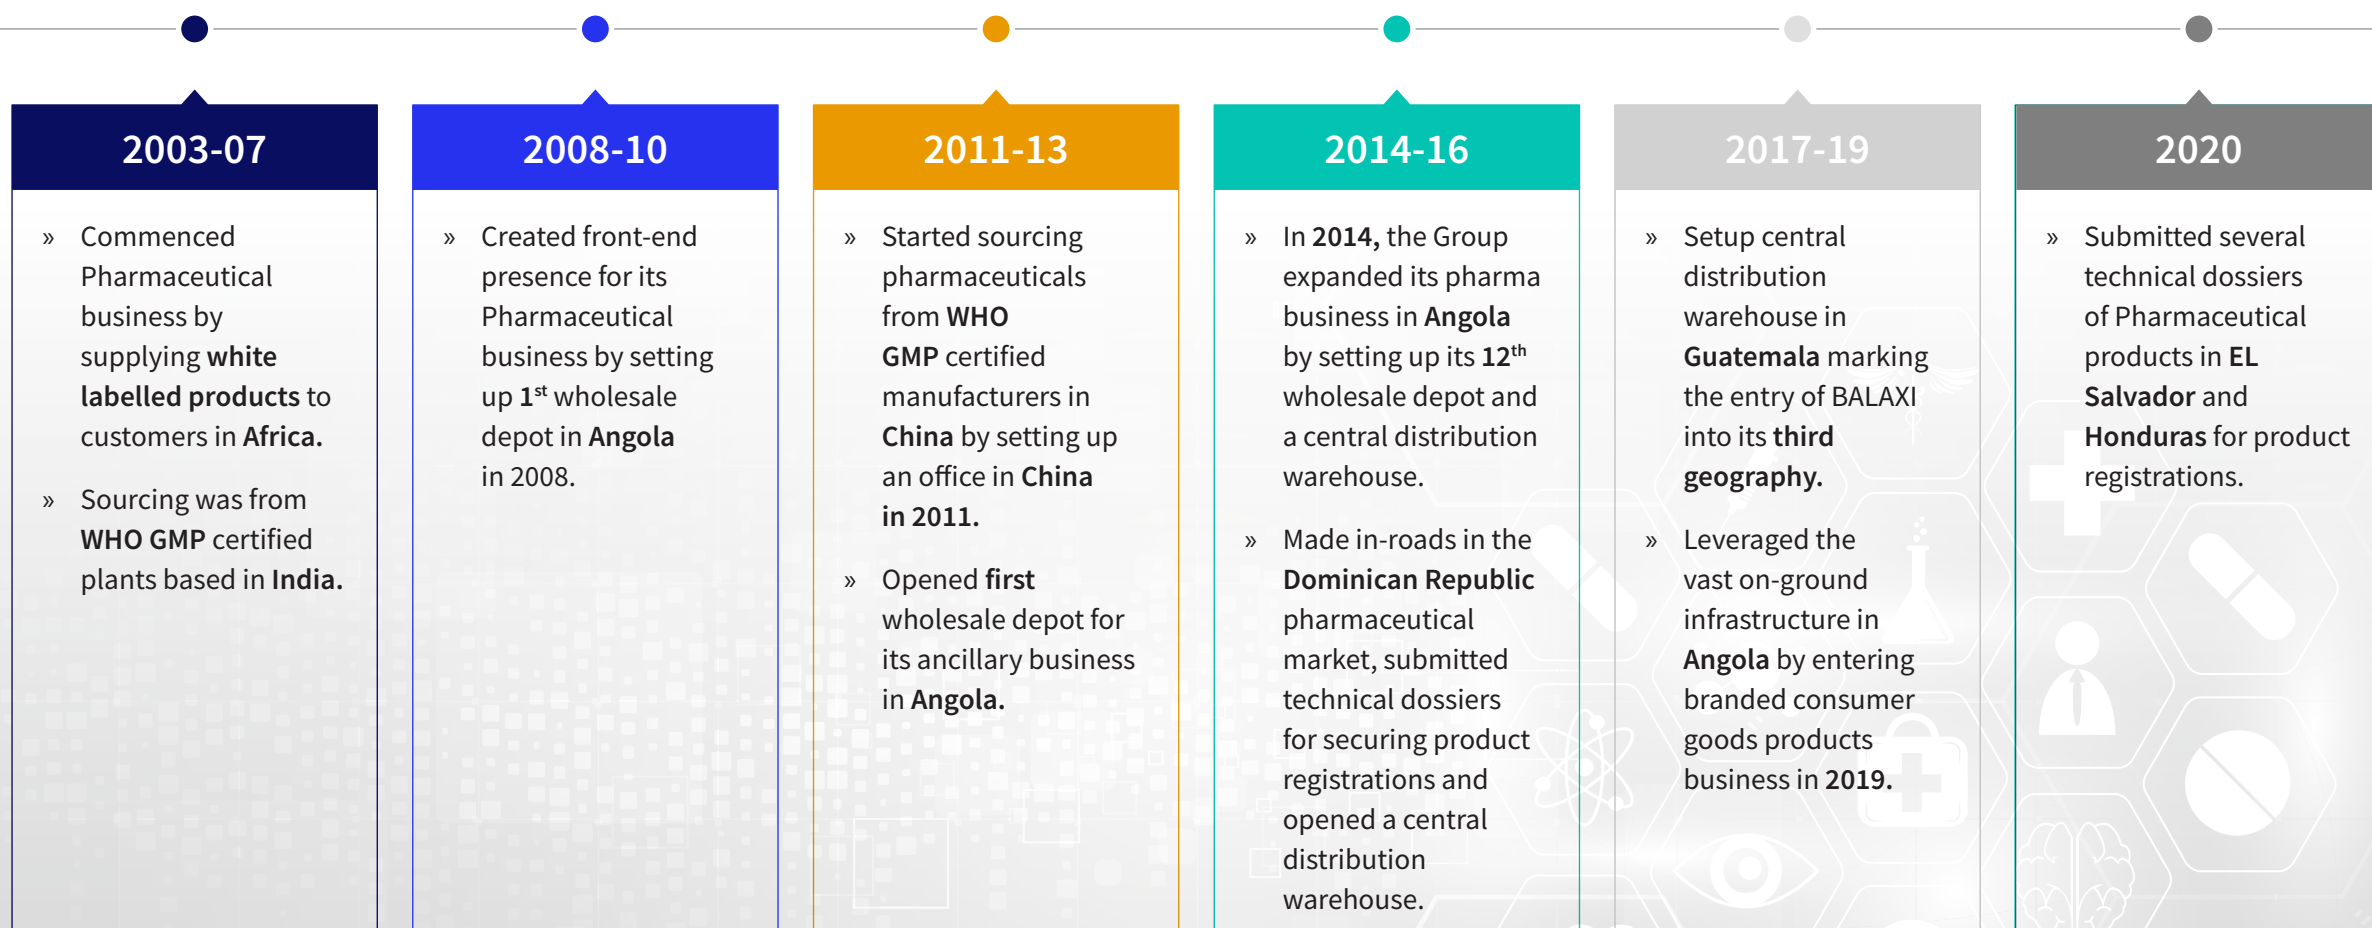 2003-07
» Commenced
Pharmaceutical
business by
supplying white
labelled products to
customers in Africa.
» Sourcing was from
WHO GMP certified
plants based in India.
2008-10
» Created front-end
presence for its
Pharmaceutical
business by setting
up 1st wholesale
depot in Angola
in 2008.
2011-13
» Started sourcing
pharmaceuticals
from WHO
GMP certified
manufacturers in
China by setting up
an office in China
in 2011.
» Opened first
wholesale depot for
its ancillary business
in Angola.
2014-16
» In 2014, the Group
expanded its pharma
business in Angola
by setting up its 12th
wholesale depot and
a central distribution
warehouse.
» Made in-roads in the
Dominican Republic
pharmaceutical
market, submitted
technical dossiers
for securing product
registrations and
opened a central
distribution
warehouse.
2017-19
» Setup central
distribution
warehouse in
Guatemala marking
the entry of BALAXI
into its third
geography.
» Leveraged the
vast on-ground
infrastructure in
Angola by entering
branded consumer
goods products
business in 2019.
2020
» Submitted several
technical dossiers
of Pharmaceutical
products in EL
Salvador and
Honduras for product
registrations.